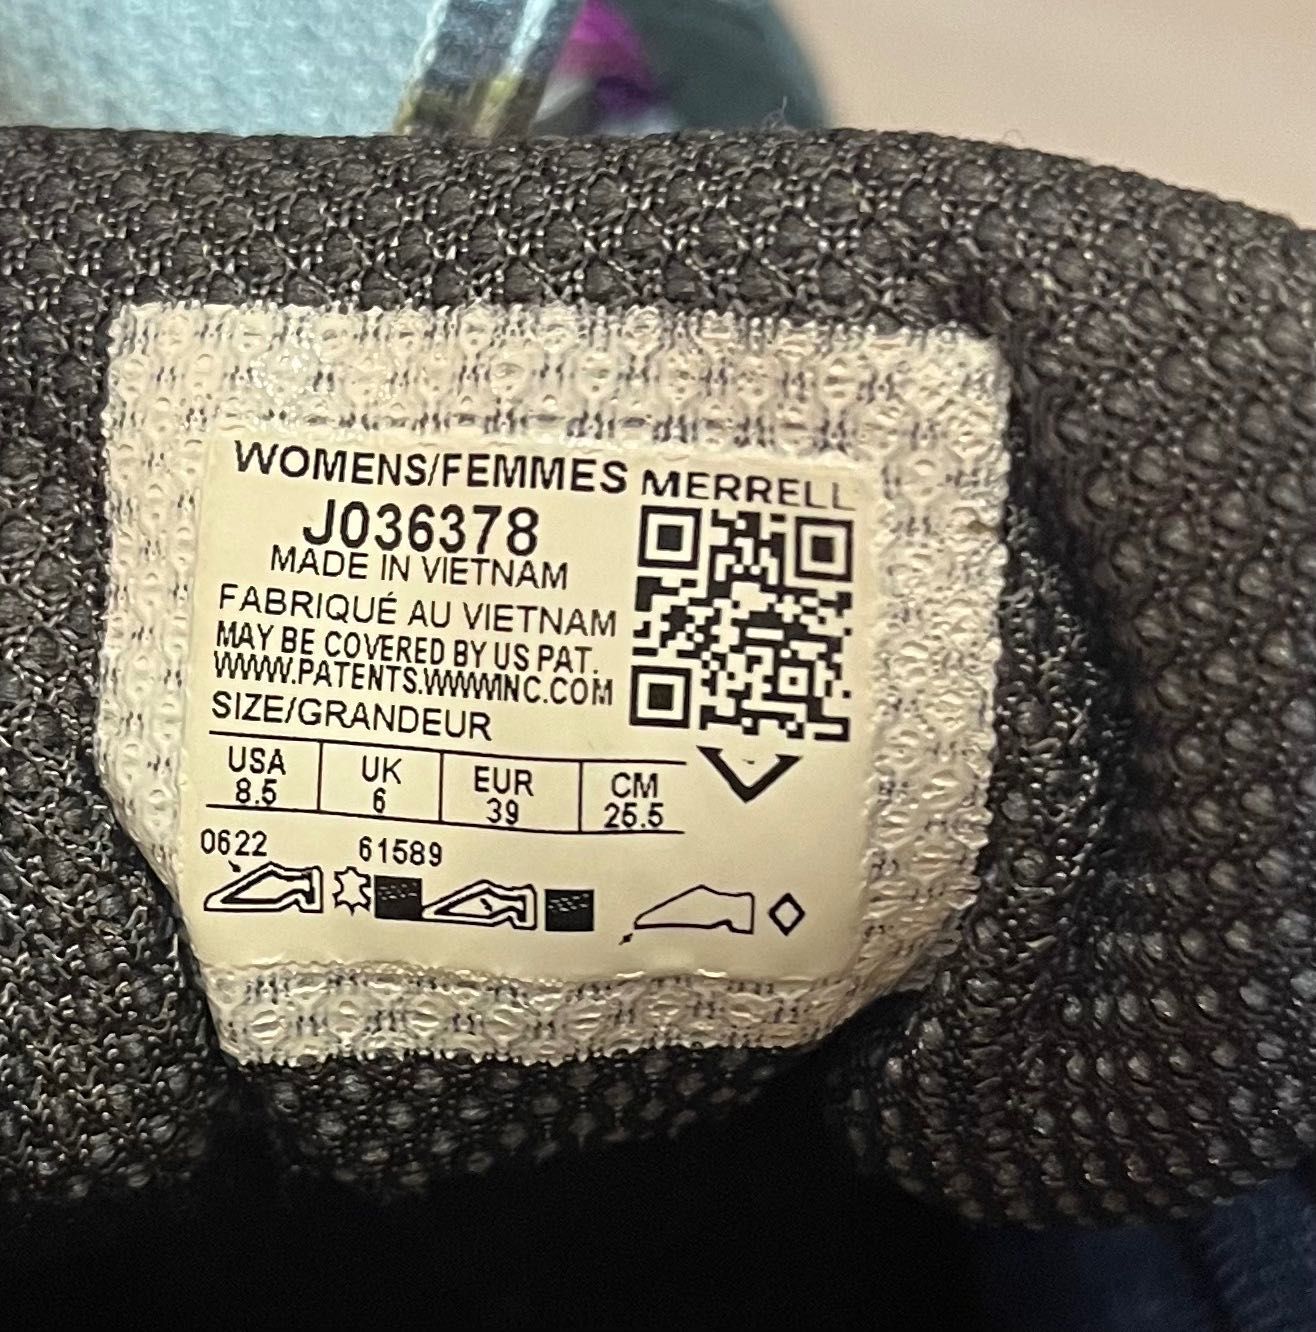 WOMENS/FEMMES MERRELL
J036378
MADE IN VIETNAM
FABRIQUÉ AU VIETNAM
MAY BE COVERED BY US PAT.
WWW.PATENTS.WWWINC.COM
SIZE/GRANDEUR
USA UK EUR CM
8.5 6 39 25.5
0622 61589